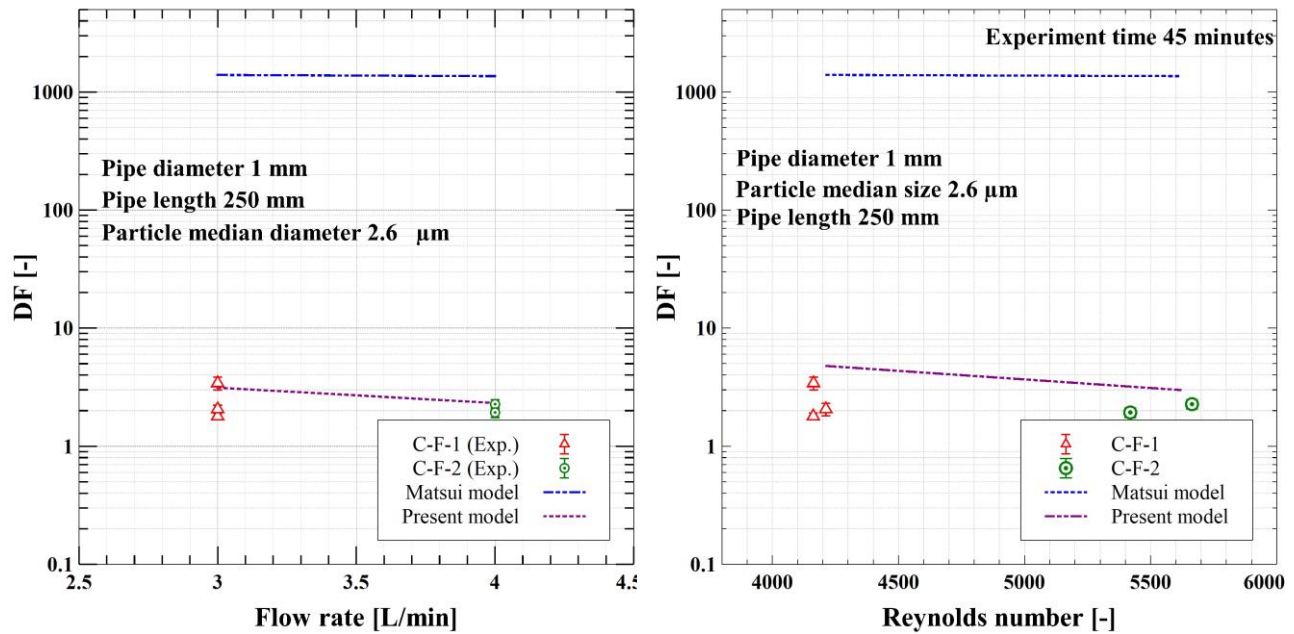 1000
100
10
1
0.1
DF [-]
Pipe diameter 1 mm
Pipe length 250 mm
Particle median diameter 2.6 µm
C-F-1 (Exp.)
C-F-2 (Exp.)
Matsui model
Present model
2.5 3 3.5 4 4.5
Flow rate [L/min]
Experiment time 45 minutes
1000
100
10
1
0.1
DF [-]
Pipe diameter 1 mm
Particle median size 2.6 µm
Pipe length 250 mm
C-F-1
C-F-2
Matsui model
Present model
4000 4500 5000 5500 6000
Reynolds number [-]